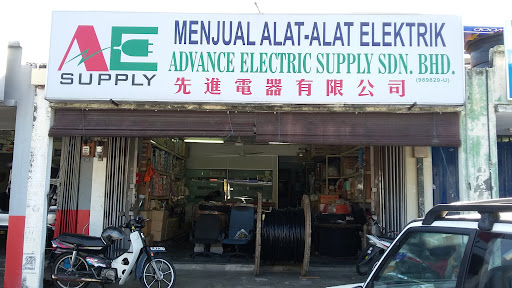 AE
SUPPLY
MENJUAL ALAT-ALAT ELEKTRIK
ADVANCE ELECTRIC SUPPLY SDN. BHD.
(989829-U)
先進電器有限公司